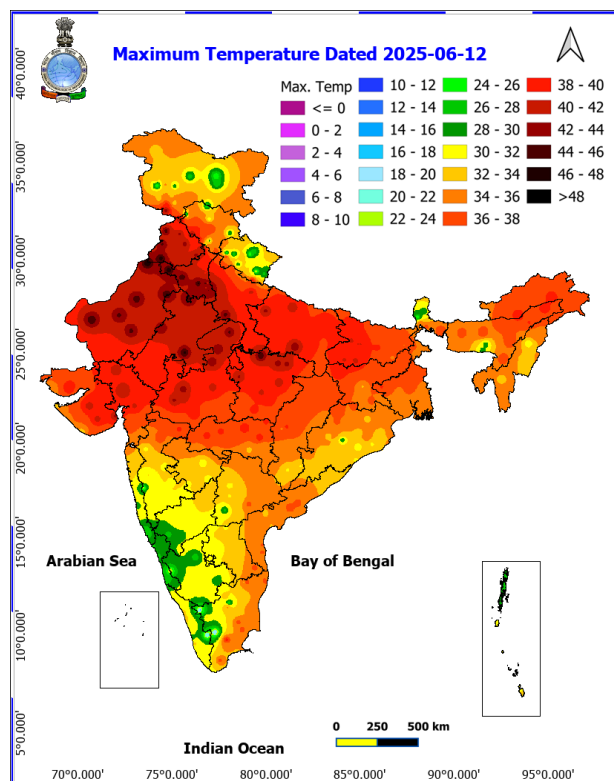 Maximum Temperature Dated 2025-06-12
Max. Temp
<= 0
0 - 2
2 - 4
4 - 6
6 - 8
8 - 10
10 - 12
12 - 14
14 - 16
16 - 18
18 - 20
20 - 22
22 - 24
24 - 26
26 - 28
28 - 30
30 - 32
32 - 34
34 - 36
36 - 38
38 - 40
40 - 42
42 - 44
44 - 46
46 - 48
>48
40°0.000'
35°0.000'
30°0.000'
25°0.000'
20°0.000'
15°0.000'
10°0.000'
5°0.000'
Arabian Sea
Bay of Bengal
Indian Ocean
0 250 500 km
70°0.000' 75°0.000' 80°0.000' 85°0.000' 90°0.000' 95°0.000'